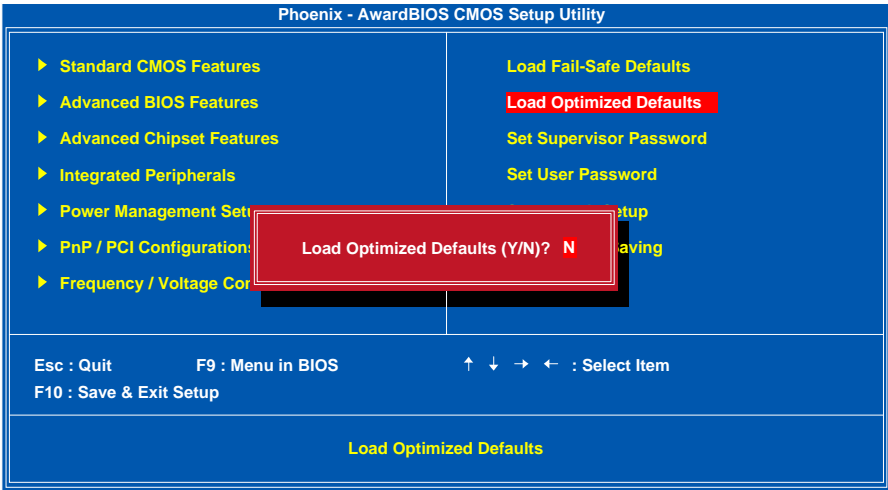 Phoenix - AwardBIOS CMOS Setup Utility
Standard CMOS Features
Advanced BIOS Features
Advanced Chipset Features
Integrated Peripherals
Power Management
PnP / PCI Configurations
Frequency / Voltage
Load Fail-Safe Defaults
Load Optimized Defaults
Set Supervisor Password
Set User Password
Load Optimized Defaults (Y/N)? N
Esc : Quit F9 : Menu in BIOS ↑ ↓ → ← : Select Item
F10 : Save & Exit Setup
Load Optimized Defaults